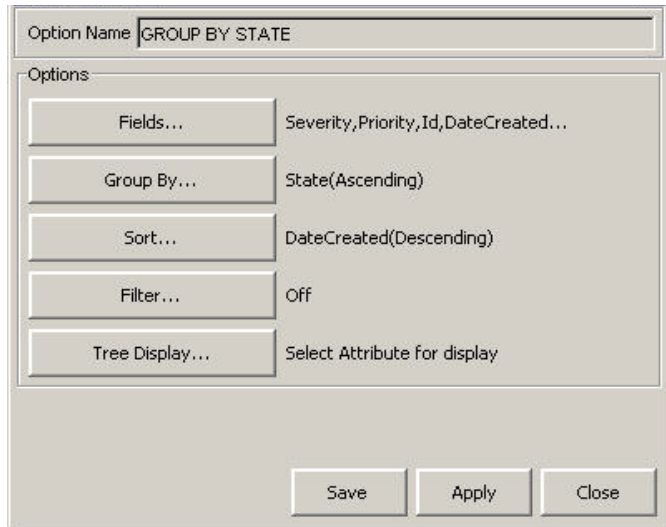 Option Name GROUP BY STATE
Options
Fields... Severity,Priority,Id,DateCreated...
Group By... State(Ascending)
Sort... DateCreated(Descending)
Filter... Off
Tree Display... Select Attribute for display
Save Apply Close